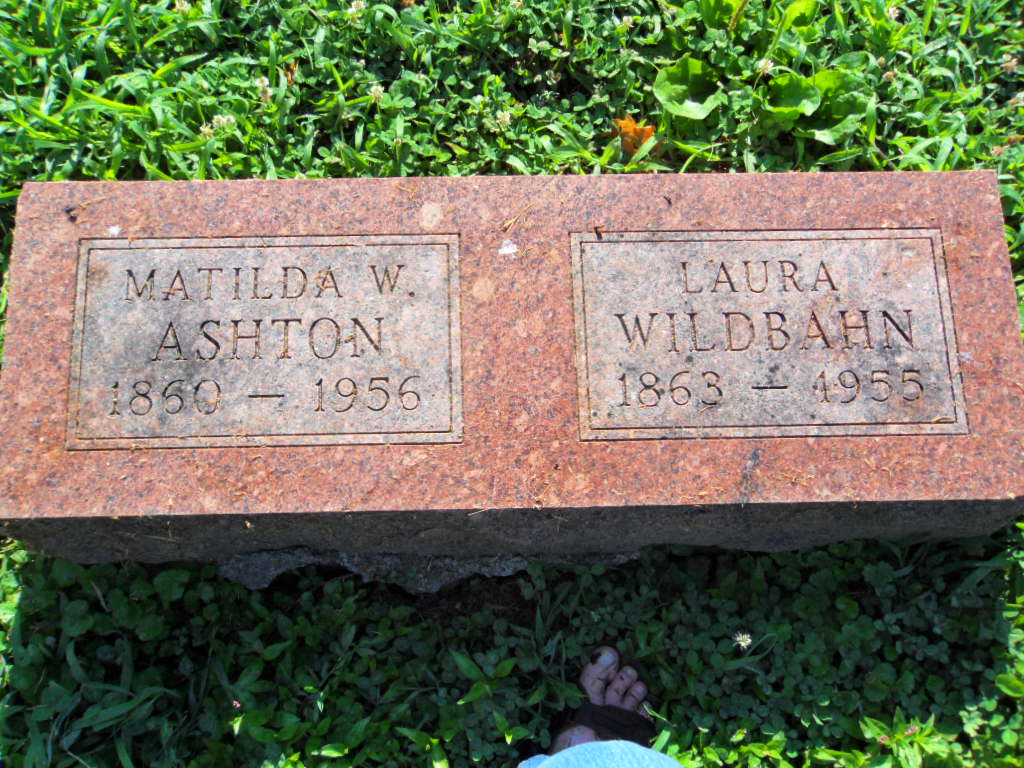 MATILDA W.
ASHTON
1860 — 1956
LAURA
WILDBAHN
1863 — 1955